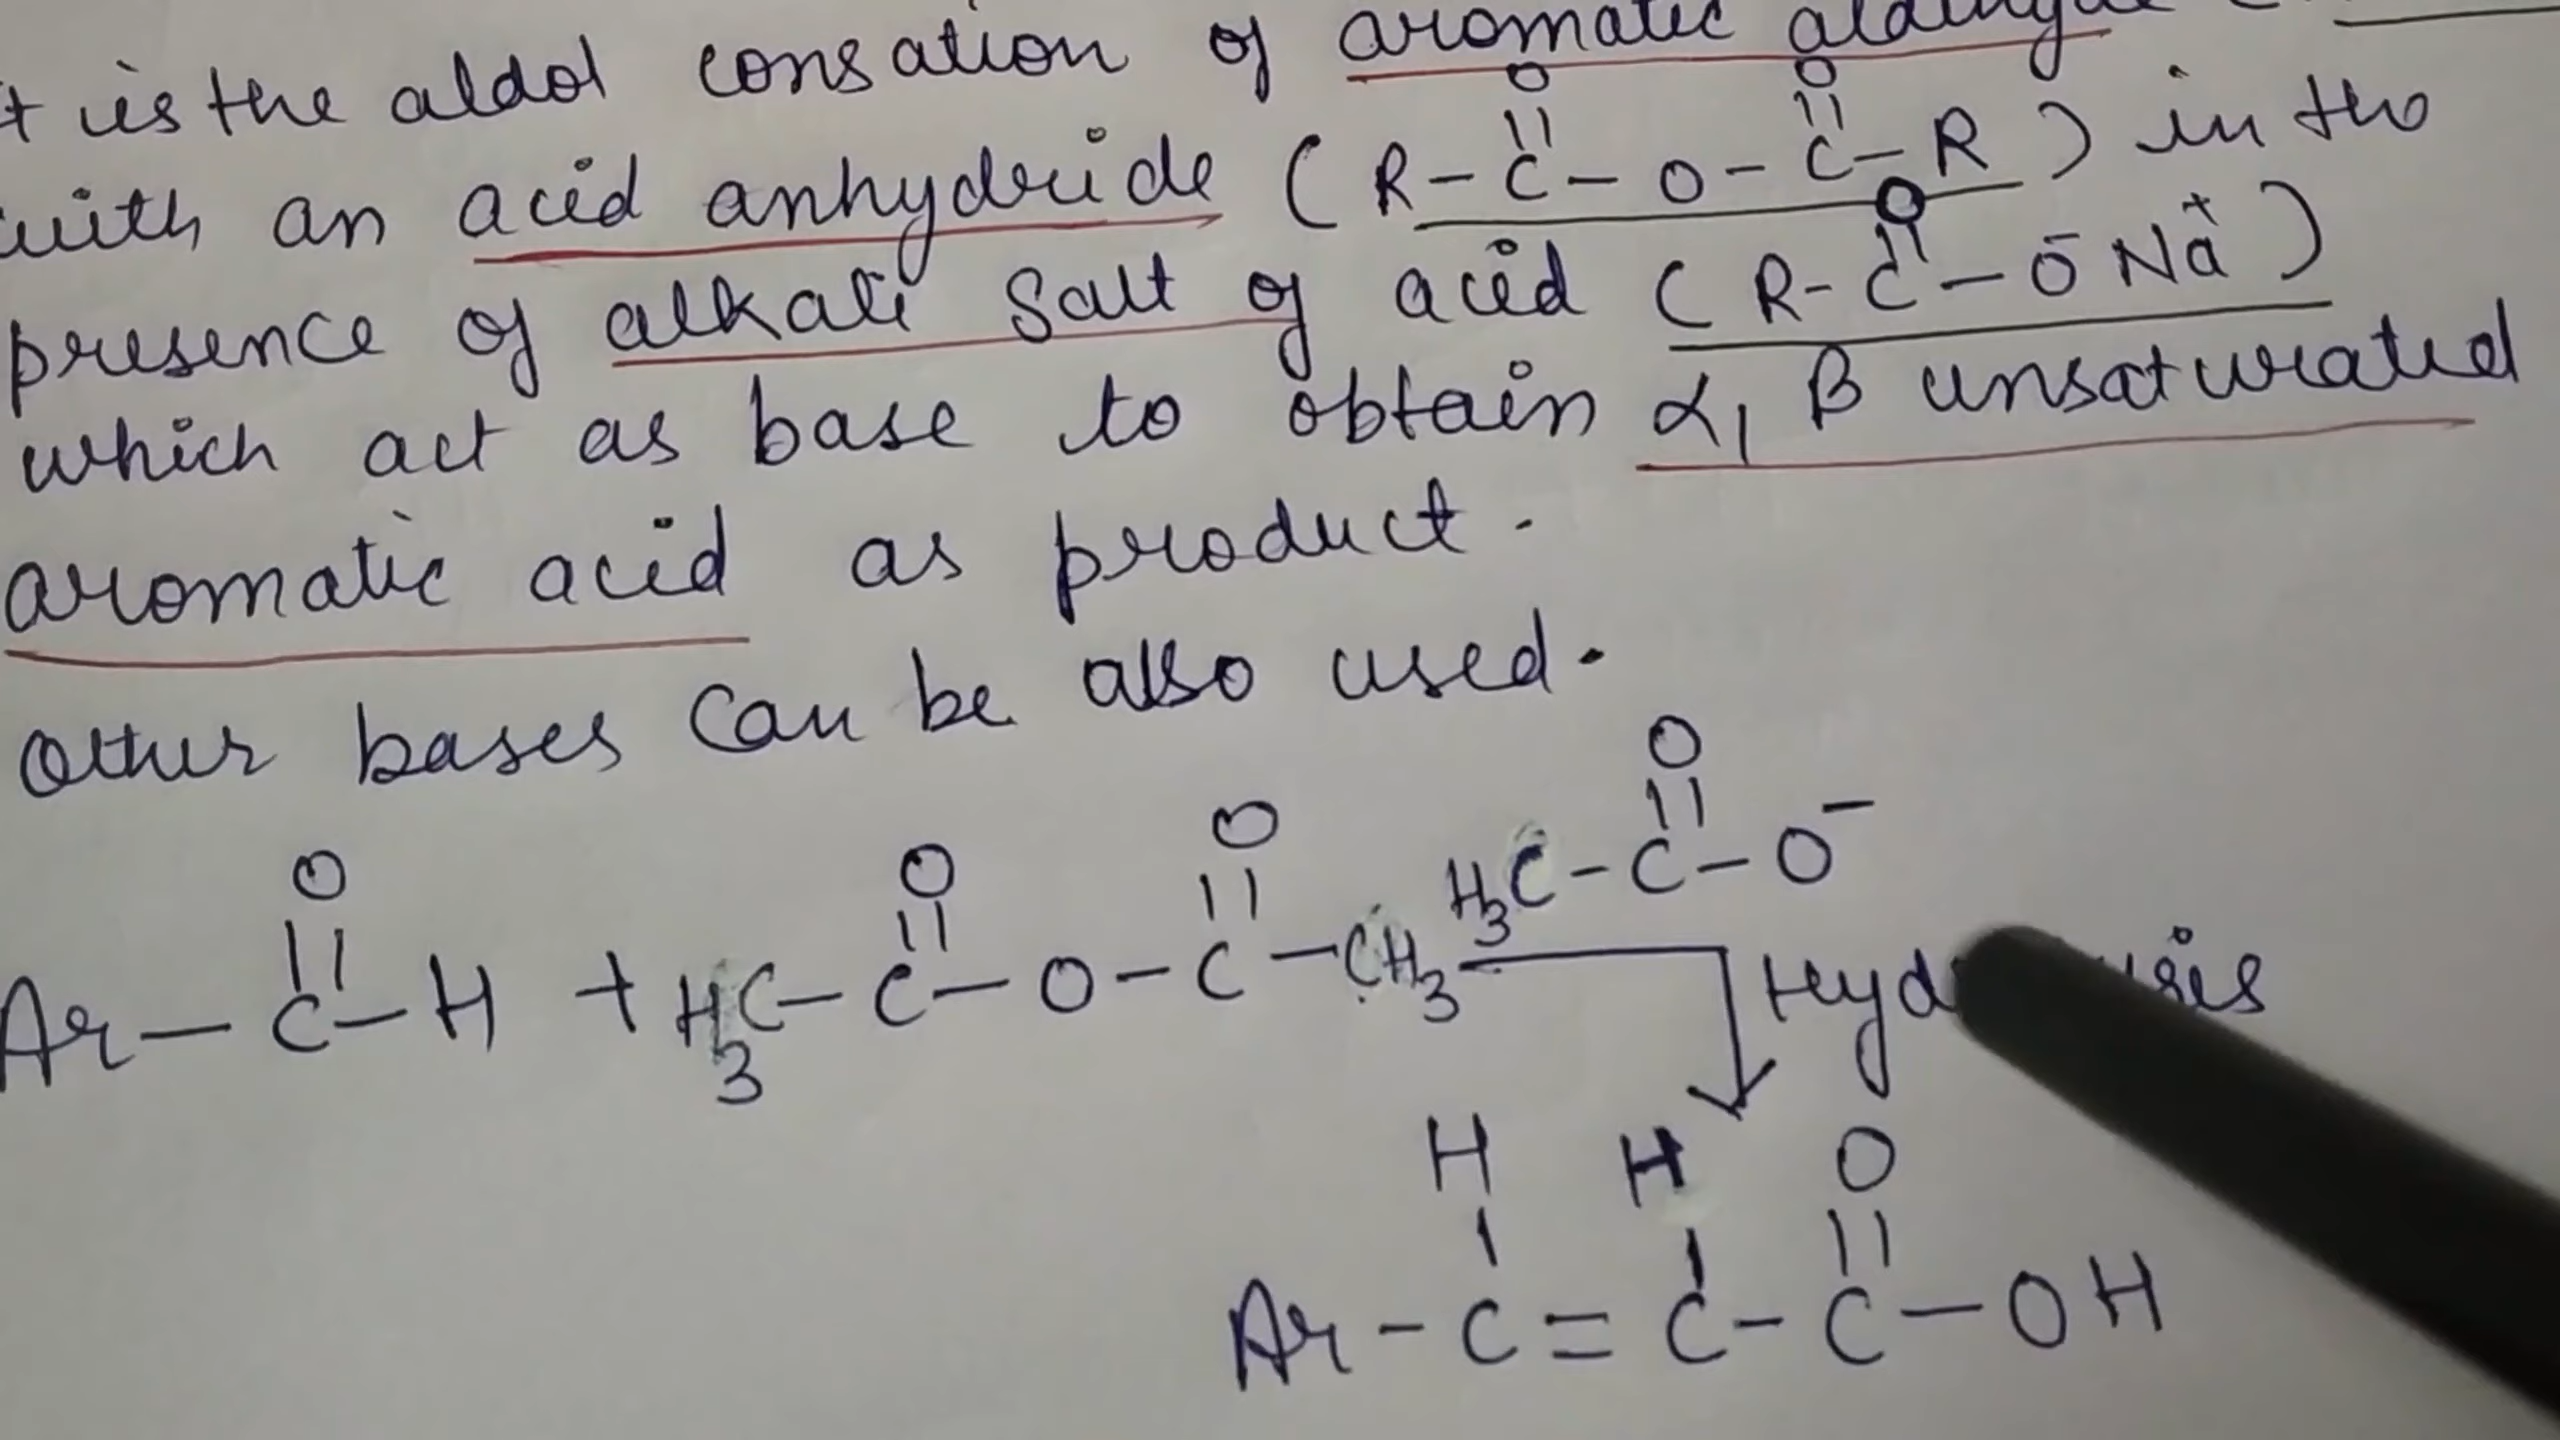 it is the aldol consation of aromatic
with an acid anhydride ( R-C-O-C-R ) in the
O O
|| ||
presence of alkali Salt of acid ( R-C-O⁻Na⁺ )
O
||
which act as base to obtain α, β unsaturated
aromatic acid as product.
other bases can be also used.
O O O O
|| || || ||
Ar-C-H + H₃C-C-O-C-CH₃ H₃C-C-O⁻
H H O
| | ||
Ar-C=C-C-OH